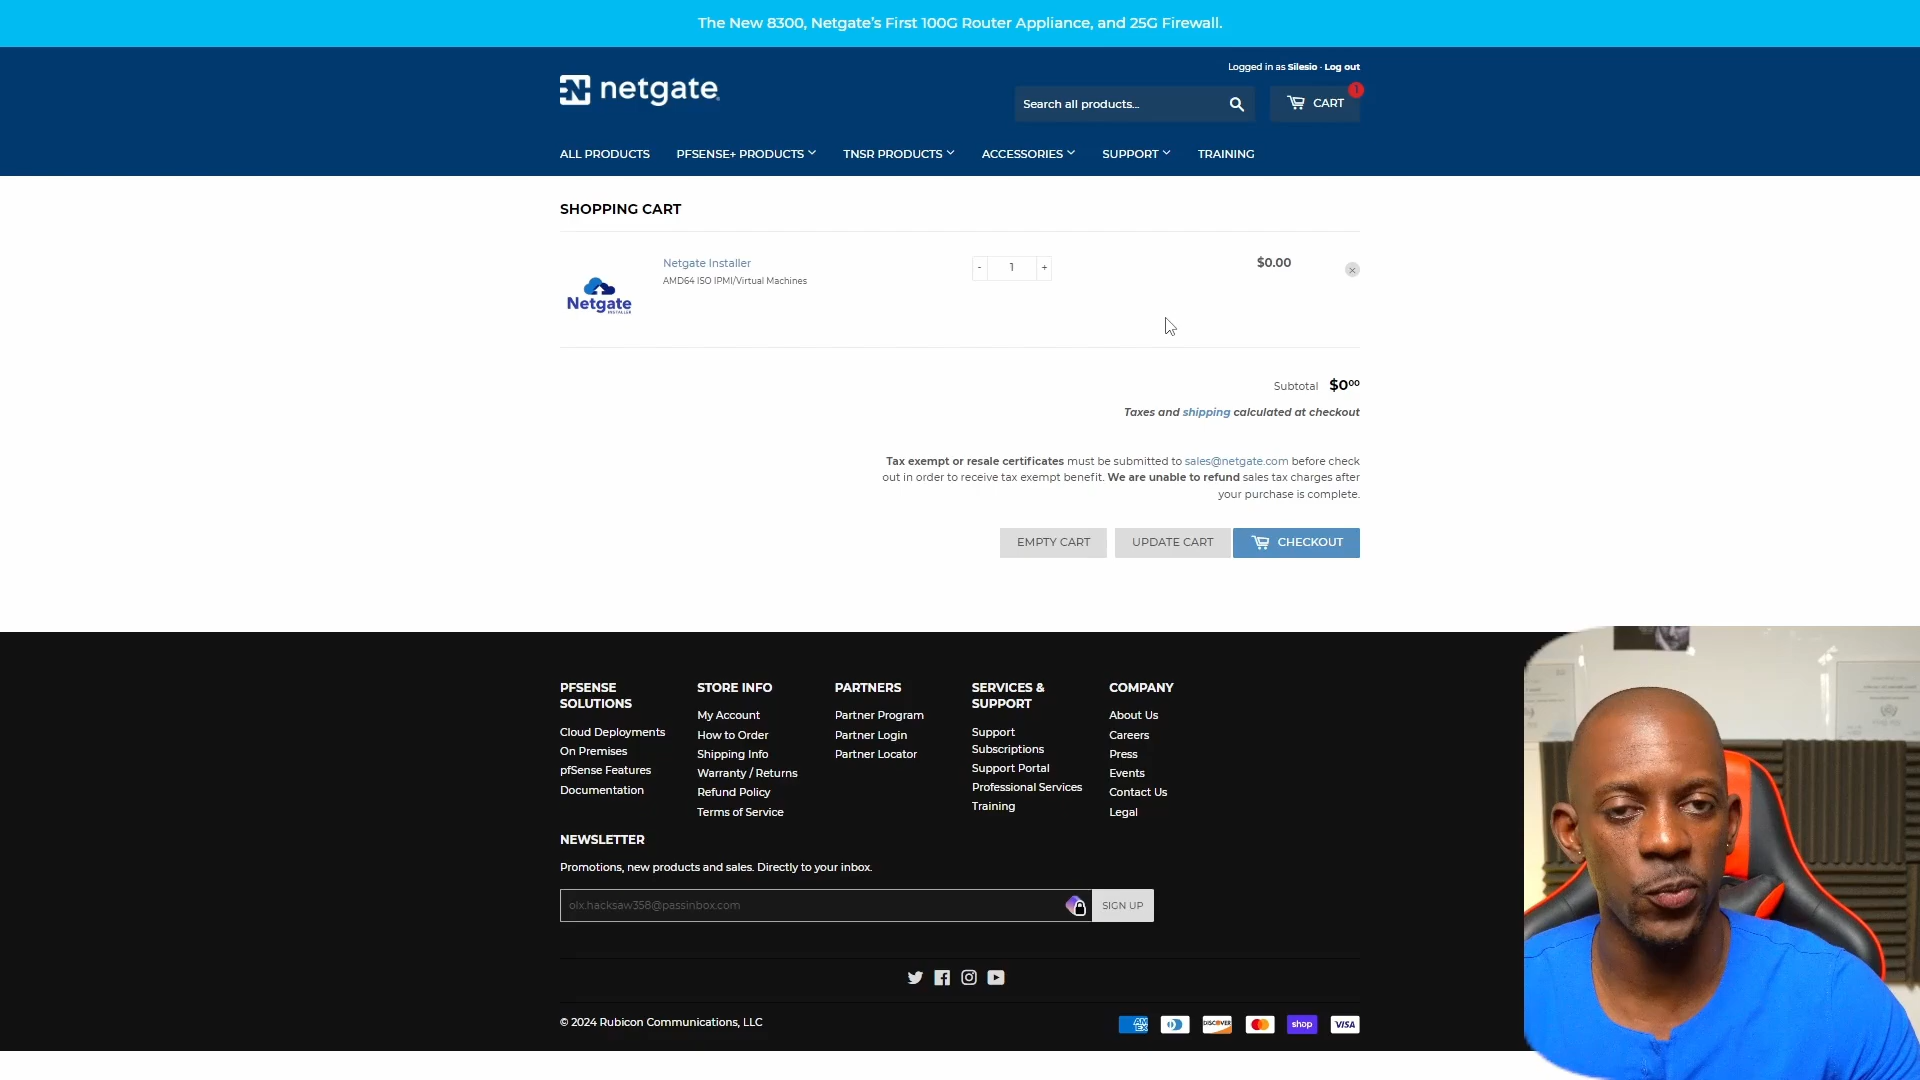 The New 8300, Netgate's First 100G Router Appliance, and 25G Firewall.
Logged in as Silesio · Log out
netgate
Search all products...
CART
1
ALL PRODUCTS
PFSENSE+ PRODUCTS
TNSR PRODUCTS
ACCESSORIES
SUPPORT
TRAINING
SHOPPING CART
Netgate Installer
AMD64 ISO IPMI/Virtual Machines
Netgate
INSTALLER
- 1 +
$0.00
Subtotal $0⁰⁰
Taxes and shipping calculated at checkout
Tax exempt or resale certificates must be submitted to sales@netgate.com before check
out in order to receive tax exempt benefit. We are unable to refund sales tax charges after
your purchase is complete.
EMPTY CART
UPDATE CART
CHECKOUT
PFSENSE
SOLUTIONS
Cloud Deployments
On Premises
pfSense Features
Documentation
STORE INFO
My Account
How to Order
Shipping Info
Warranty / Returns
Refund Policy
Terms of Service
PARTNERS
Partner Program
Partner Login
Partner Locator
SERVICES &
SUPPORT
Support
Subscriptions
Support Portal
Professional Services
Training
COMPANY
About Us
Careers
Press
Events
Contact Us
Legal
NEWSLETTER
Promotions, new products and sales. Directly to your inbox.
olx.hacksaw358@passinbox.com
SIGN UP
© 2024 Rubicon Communications, LLC
AM EX
DISCOVER
shop
VISA